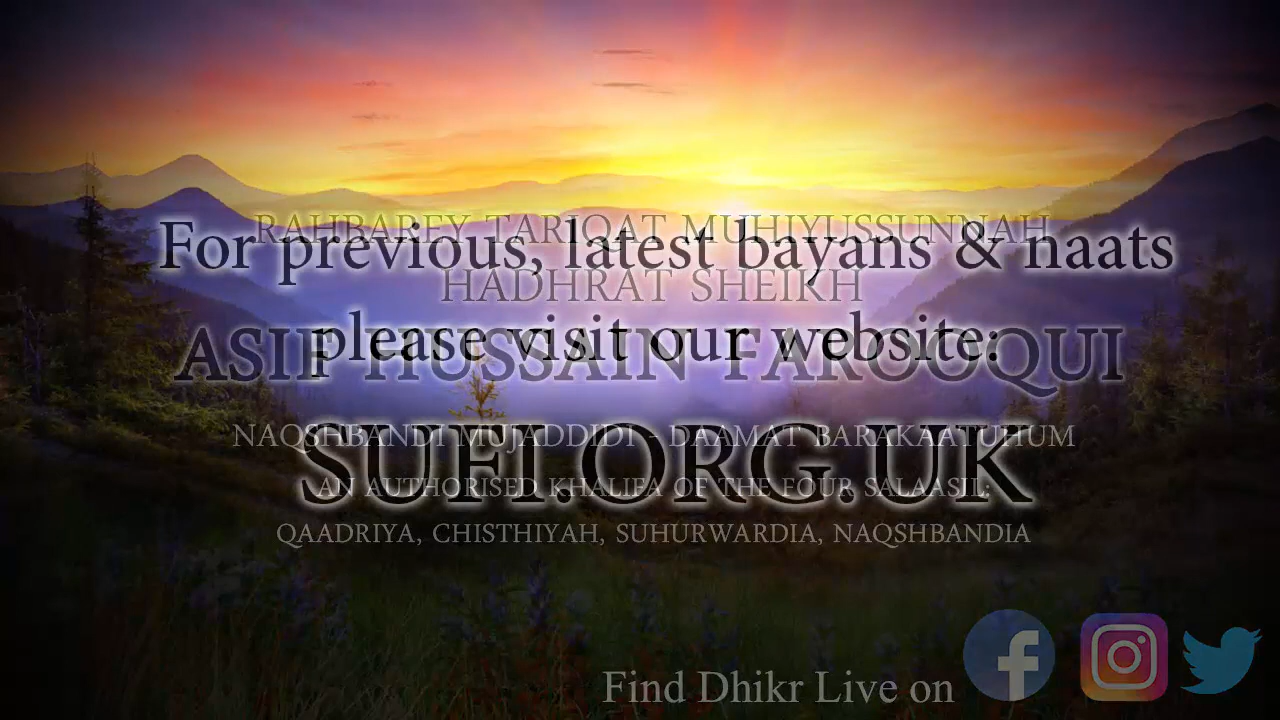 RAHBAREY TARIQAT MUHIYUSSUNNAH
For previous, latest bayans & naats
HADHRAT SHEIKH
please visit our website:
ASIF HUSSAIN FAROOQUI
NAQSHBANDI MUJADDIDI - DAAMAT BARAKAATUHUM
SUFI.ORG.UK
AN AUTHORISED KHALIFA OF THE FOUR SALAASIL:
QAADRIYA, CHISTHIYAH, SUHURWARDIA, NAQSHBANDIA
Find Dhikr Live on